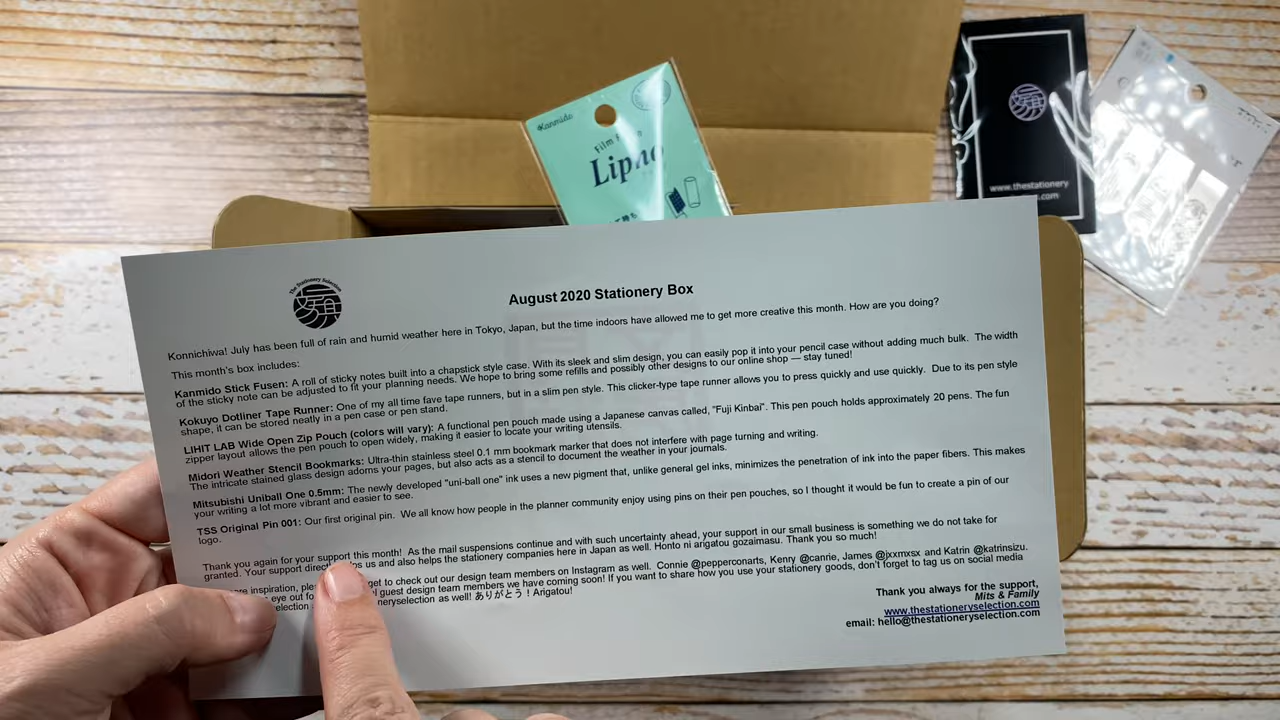 Kanmido
Lipno
www.thestationery
The Stationery Selection
August 2020 Stationery Box
Konnichiwa! July has been full of rain and humid weather here in Tokyo, Japan, but the time indoors have allowed me to get more creative this month. How are you doing?
This month's box includes:
Kanmido Stick Fusen: A roll of sticky notes built into a chapstick style case. With its sleek and slim design, you can easily pop it into your pencil case without adding much bulk. The width
of the sticky note can be adjusted to fit your planning needs. We hope to bring some refills and possibly other designs to our online shop — stay tuned!
Kokuyo Dotliner Tape Runner: One of my all time fave tape runners, but in a slim pen style. This clicker-type tape runner allows you to press quickly and use quickly. Due to its pen style
shape, it can be stored neatly in a pen case or pen stand.
LIHIT LAB Wide Open Zip Pouch (colors will vary): A functional pen pouch made using a Japanese canvas called, "Fuji Kinbai". This pen pouch holds approximately 20 pens. The fun
zipper layout allows the pen pouch to open widely, making it easier to locate your writing utensils.
Midori Weather Stencil Bookmarks: Ultra-thin stainless steel 0.1 mm bookmark marker that does not interfere with page turning and writing.
The intricate stained glass design adorns your pages, but also acts as a stencil to document the weather in your journals.
Mitsubishi Uniball One 0.5mm: The newly developed "uni-ball one" ink uses a new pigment that, unlike general gel inks, minimizes the penetration of ink into the paper fibers. This makes
your writing a lot more vibrant and easier to see.
TSS Original Pin 001: Our first original pin. We all know how people in the planner community enjoy using pins on their pen pouches, so I thought it would be fun to create a pin of our
logo.
Thank you again for your support this month! As the mail suspensions continue and with such uncertainty ahead, your support in our small business is something we do not take for
granted. Your support us and also helps the stationery companies here in Japan as well. Honto ni arigatou gozaimasu. Thank you so much!
inspiration, get to check out our design team members on Instagram as well. Connie @pepperconarts, Kenry @canrie, James @jxxmxsx and Katrin @katrinsizu.
eye out guest design team members we have coming soon! If you want to share how you use your stationery goods, don't forget to tag us on social media
as well! ありがとう！Arigatou!
Thank you always for the support,
Mits & Family
www.thestationeryselection.com
email: hello@thestationeryselection.com